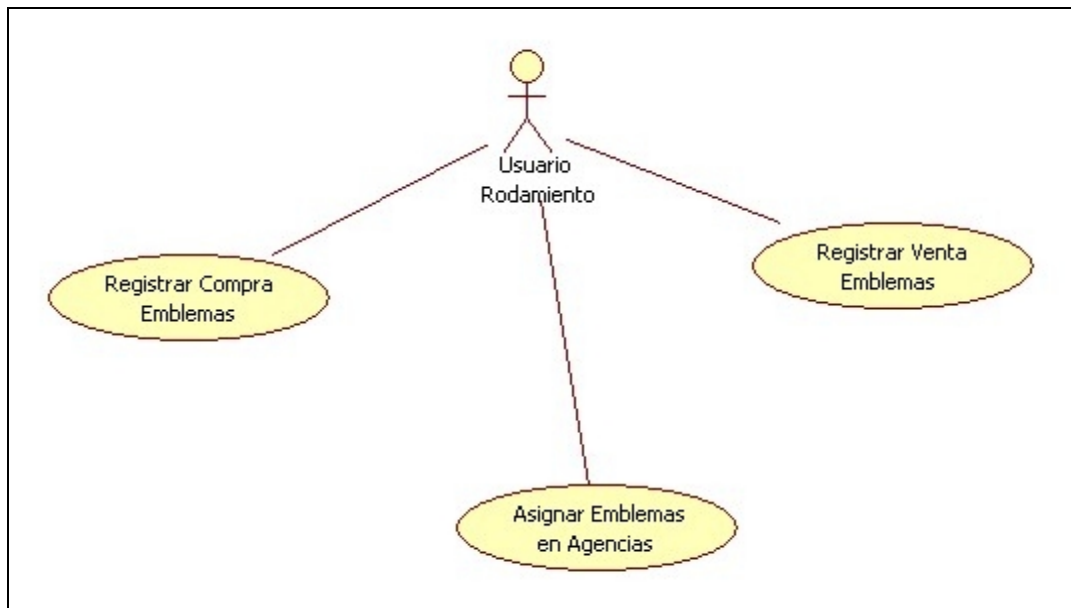 Usuario
Rodamiento
Registrar Compra
Emblemas
Registrar Venta
Emblemas
Asignar Emblemas
en Agencias